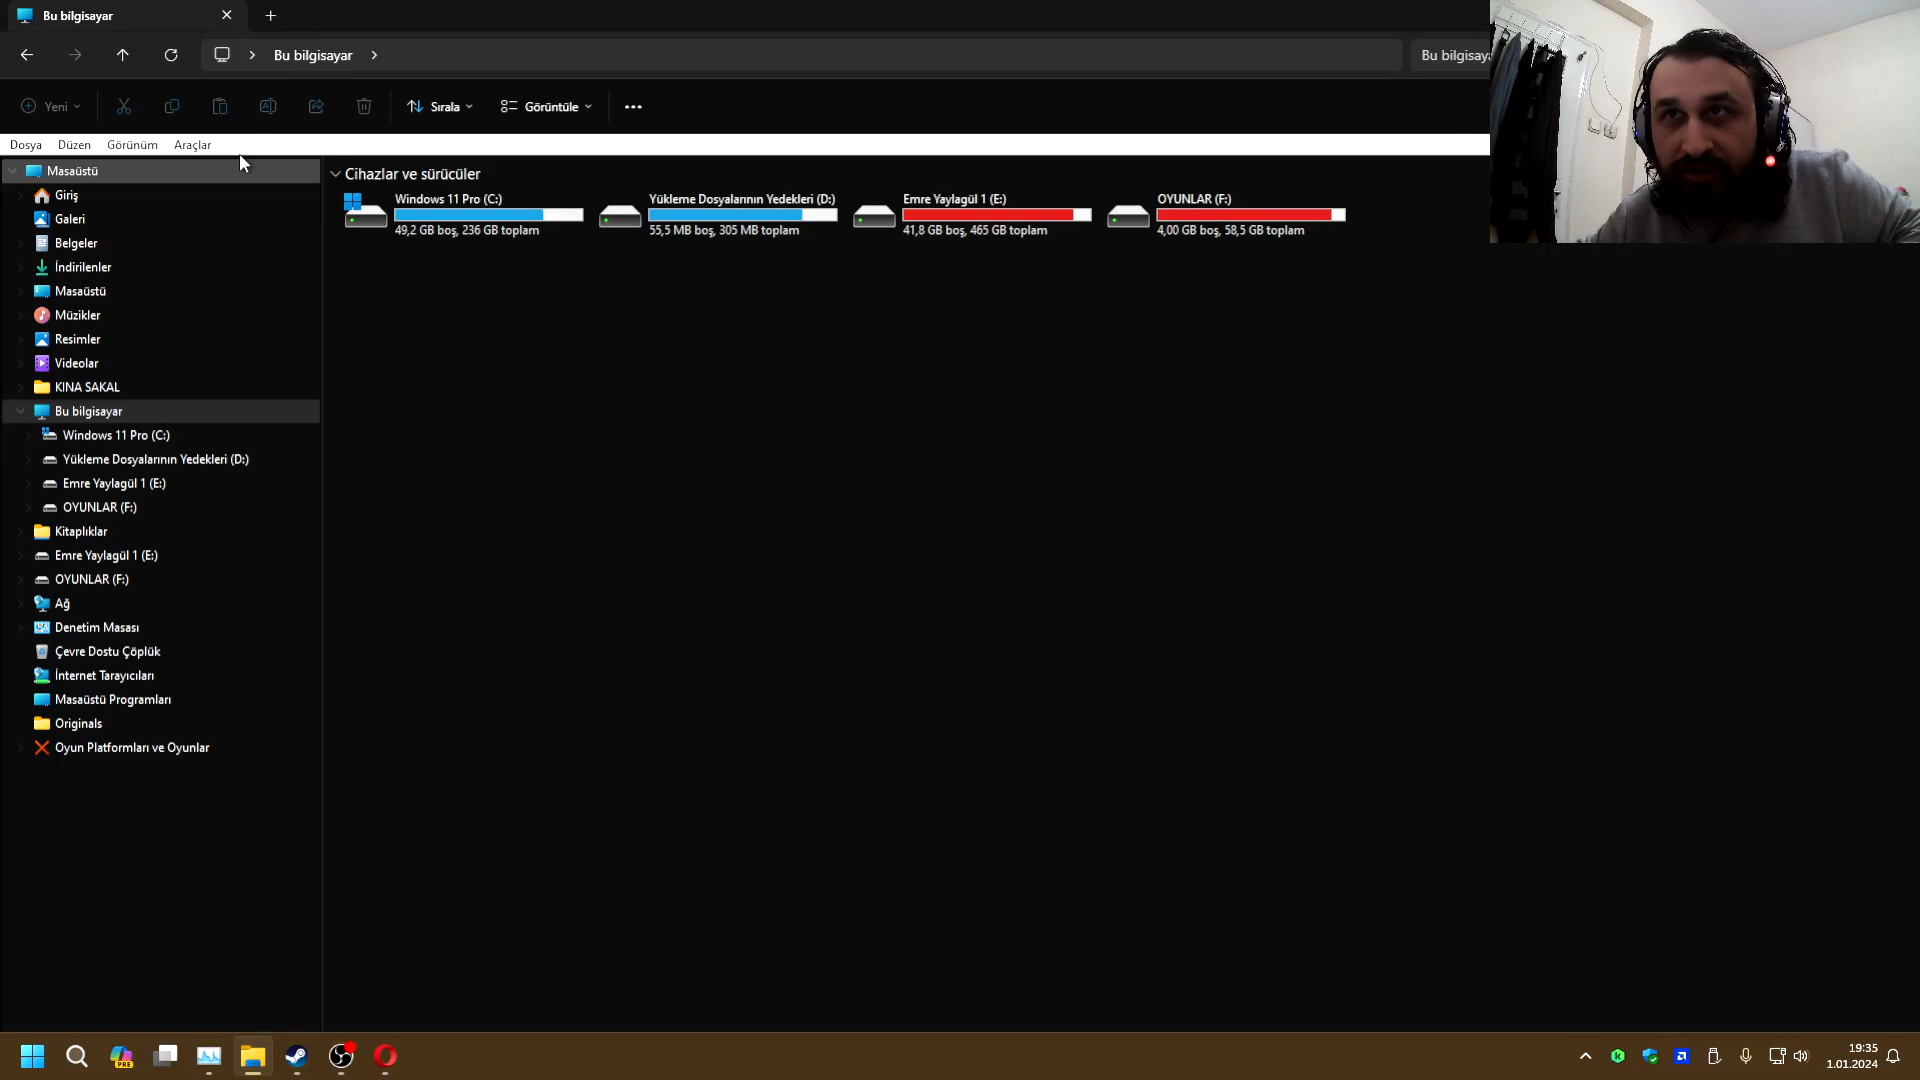 Bu bilgisayar
Bu bilgisayar
Bu bilgisay
Yeni
Sırala
Görüntüle
Dosya
Düzen
Görünüm
Araçlar
Masaüstü
Giriş
Galeri
Belgeler
İndirilenler
Masaüstü
Müzikler
Resimler
Videolar
KINA SAKAL
Bu bilgisayar
Windows 11 Pro (C:)
Yükleme Dosyalarının Yedekleri (D:)
Emre Yaylagül 1 (E:)
OYUNLAR (F:)
Kitaplıklar
Emre Yaylagül 1 (E:)
OYUNLAR (F:)
Ağ
Denetim Masası
Çevre Dostu Çöplük
İnternet Tarayıcıları
Masaüstü Programları
Originals
Oyun Platformları ve Oyunlar
Cihazlar ve sürücüler
Windows 11 Pro (C:)
49,2 GB boş, 236 GB toplam
Yükleme Dosyalarının Yedekleri (D:)
55,5 MB boş, 305 MB toplam
Emre Yaylagül 1 (E:)
41,8 GB boş, 465 GB toplam
OYUNLAR (F:)
4,00 GB boş, 58,5 GB toplam
PRE
19:35
1.01.2024